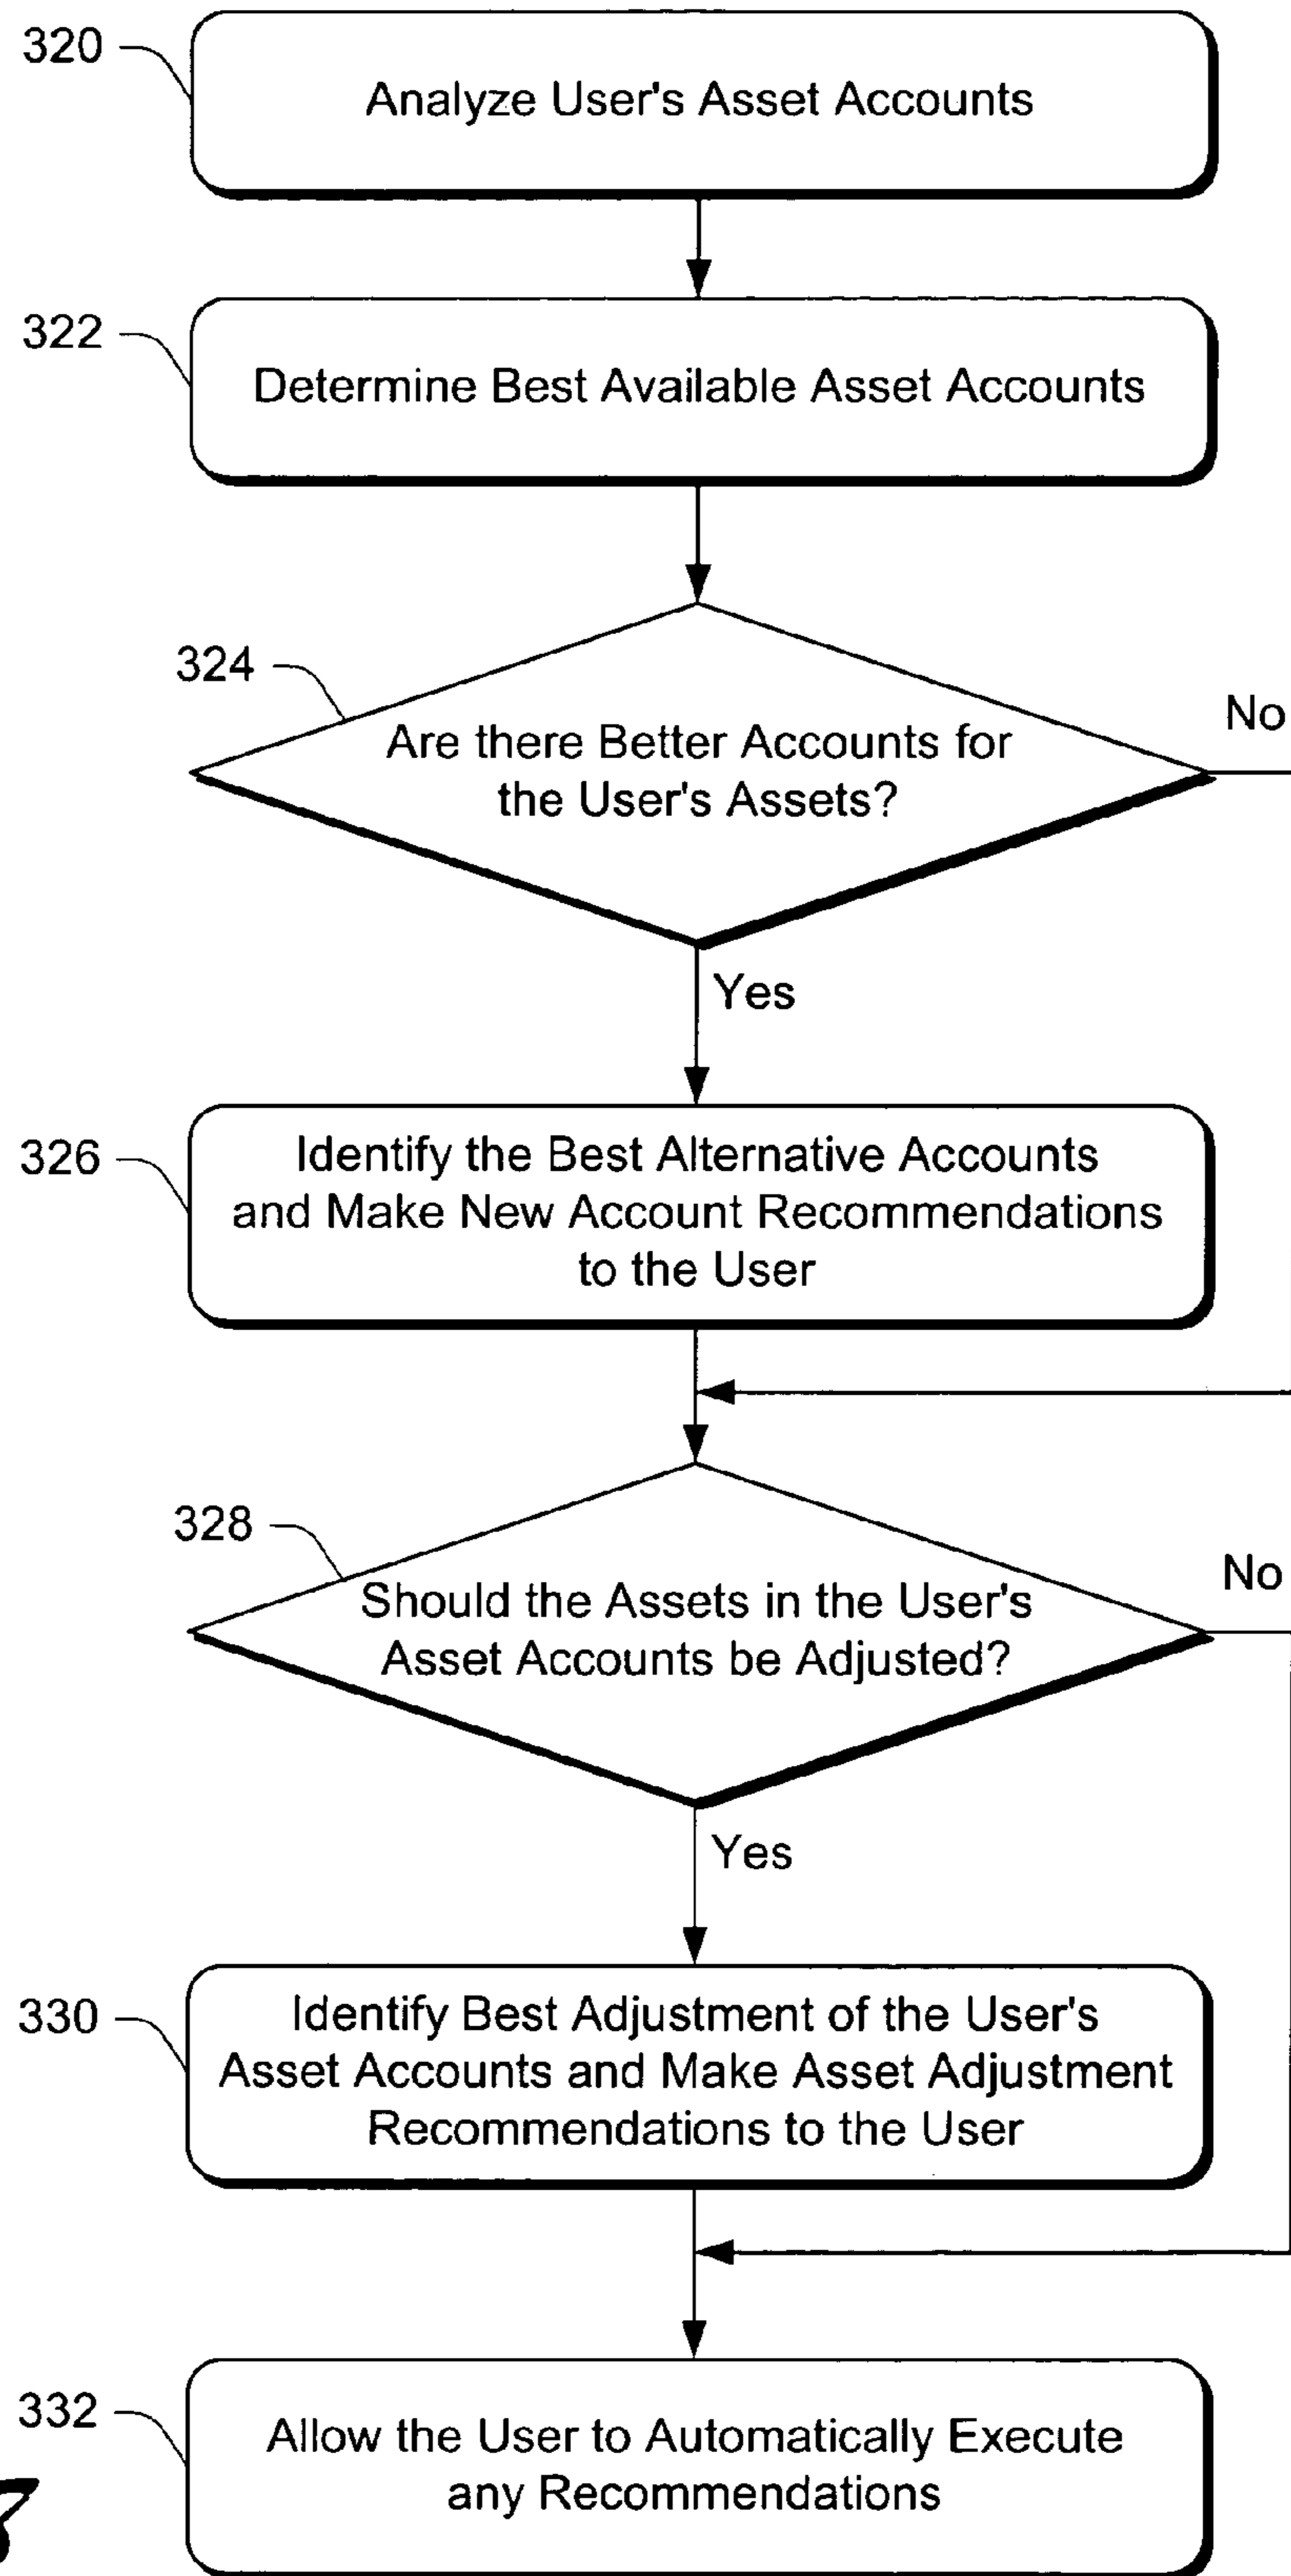 320
Analyze User's Asset Accounts
322
Determine Best Available Asset Accounts
324
Are there Better Accounts for
the User's Assets?
No
Yes
326
Identify the Best Alternative Accounts
and Make New Account Recommendations
to the User
328
Should the Assets in the User's
Asset Accounts be Adjusted?
No
Yes
330
Identify Best Adjustment of the User's
Asset Accounts and Make Asset Adjustment
Recommendations to the User
332
Allow the User to Automatically Execute
any Recommendations